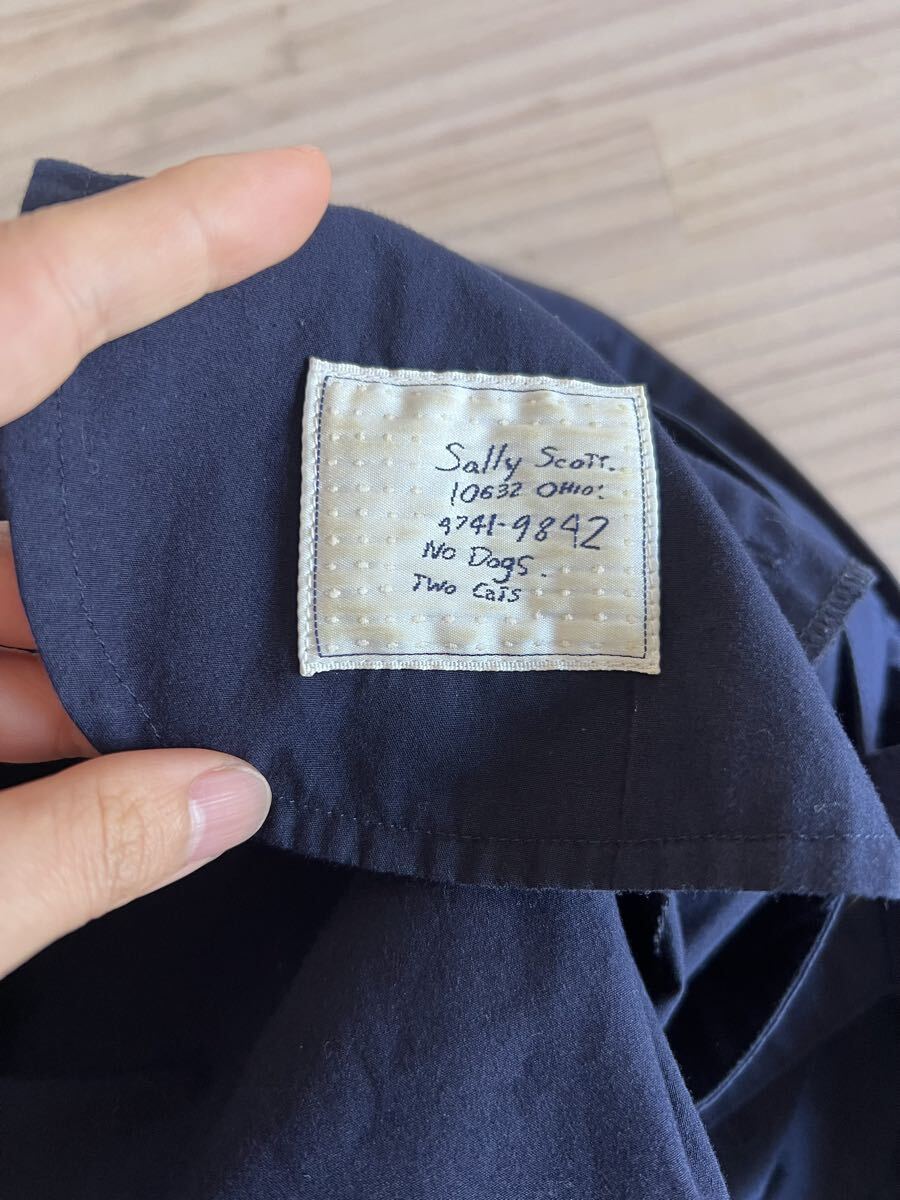 Sally Scott.
10632 OHIO:
4741-9842
No Dogs.
Two Cats